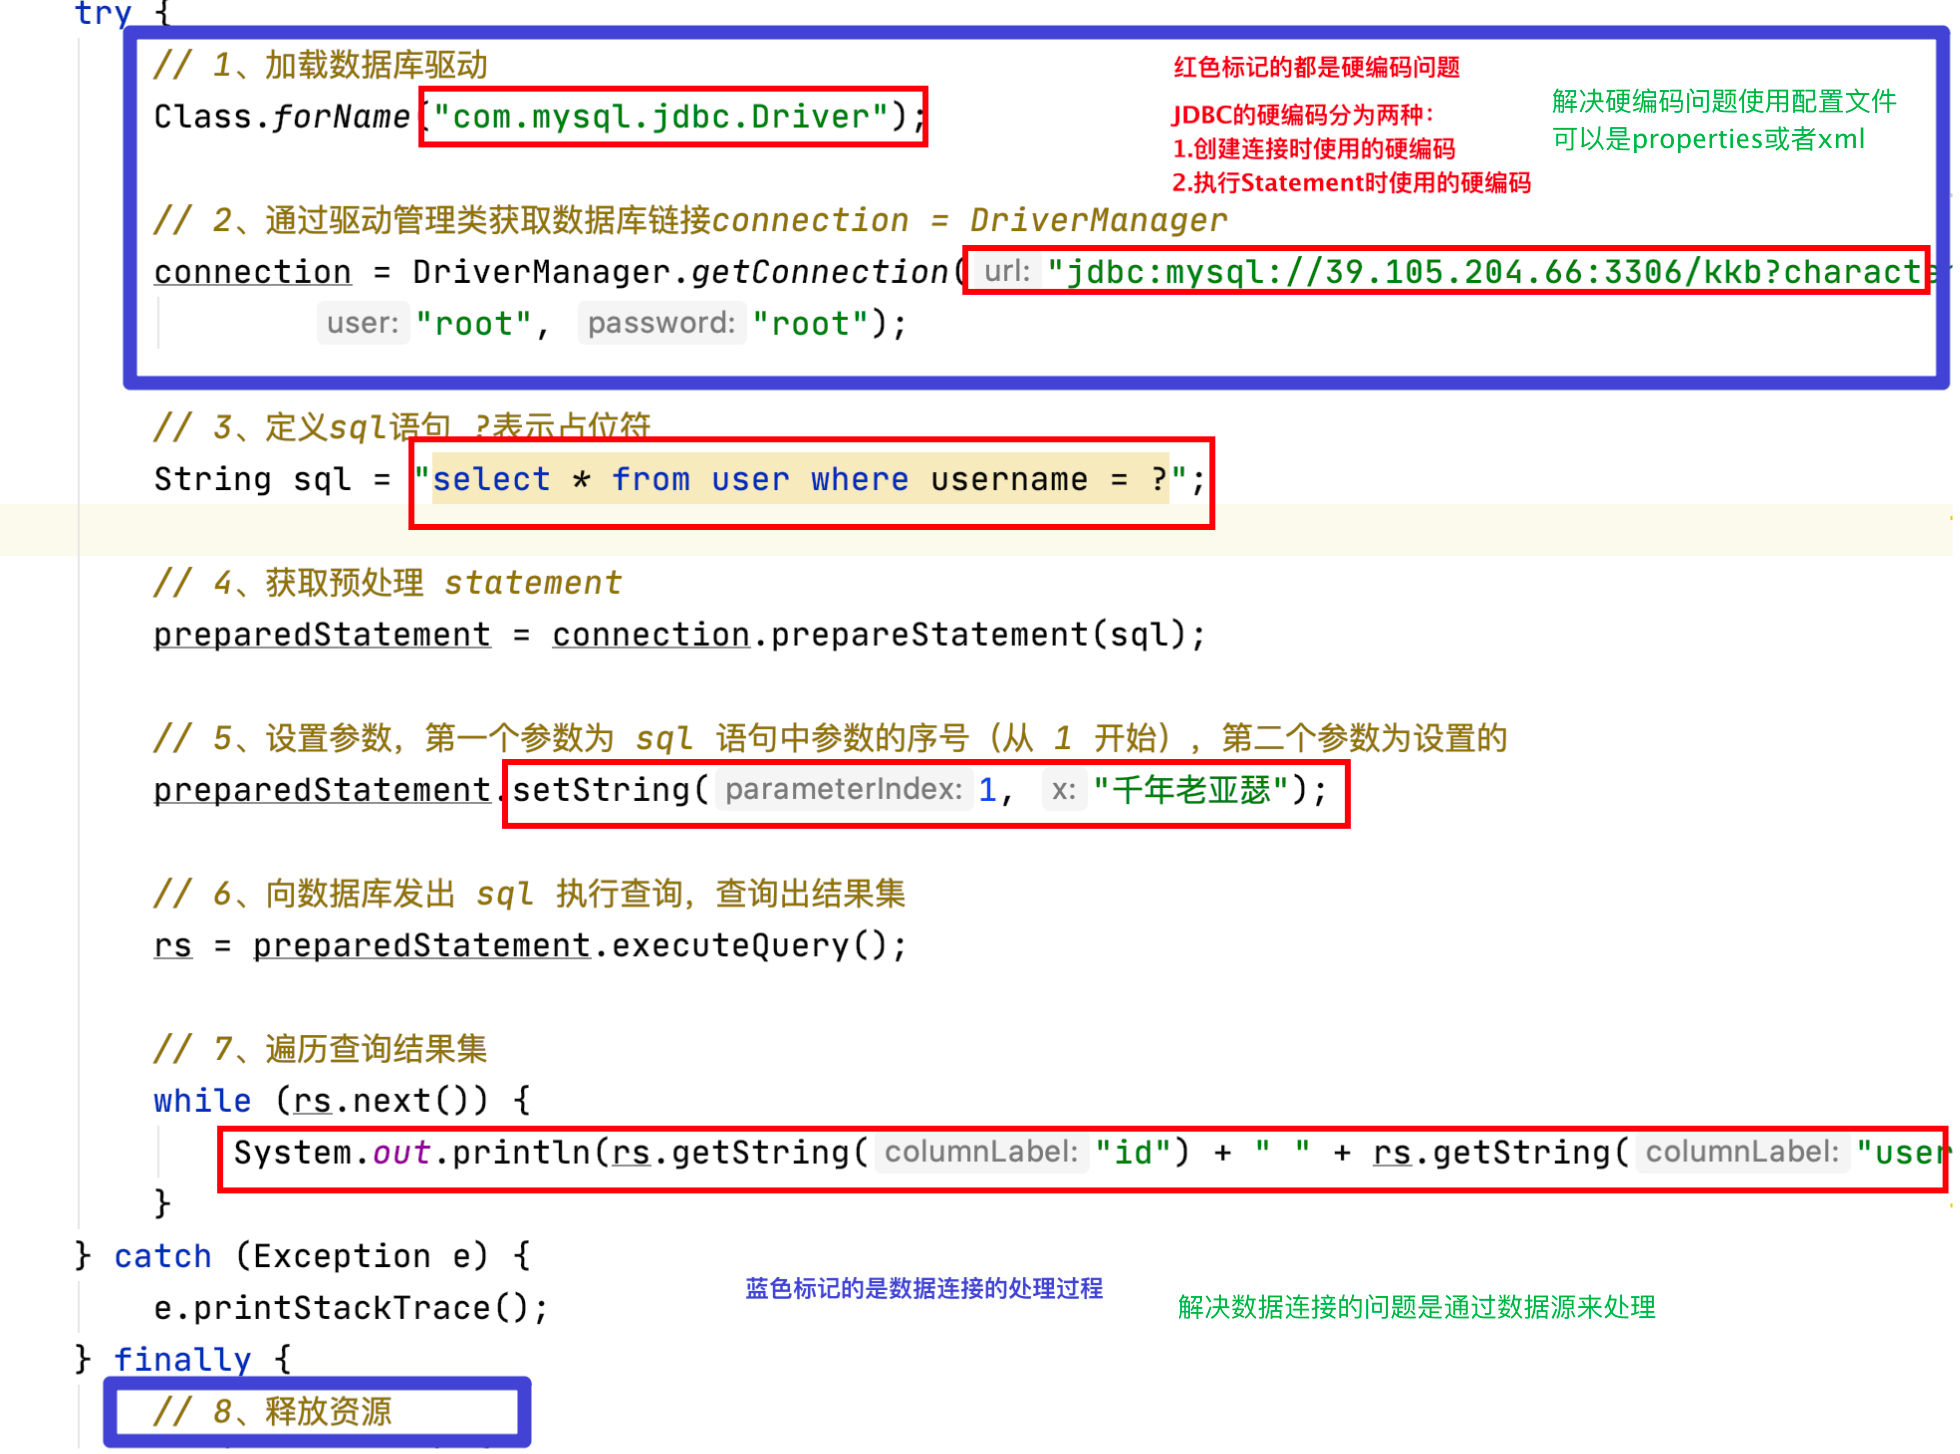 try {
// 1、加载数据库驱动
红色标记的都是硬编码问题
Class.forName("com.mysql.jdbc.Driver");
JDBC的硬编码分为两种：
1.创建连接时使用的硬编码
2.执行Statement时使用的硬编码
解决硬编码问题使用配置文件
可以是properties或者xml
// 2、通过驱动管理类获取数据库链接connection = DriverManager
connection = DriverManager.getConnection( url: "jdbc:mysql://39.105.204.66:3306/kkb?characte
user: "root", password: "root");
// 3、定义sql语句 ?表示占位符
String sql = "select * from user where username = ?";
// 4、获取预处理 statement
preparedStatement = connection.prepareStatement(sql);
// 5、设置参数，第一个参数为 sql 语句中参数的序号（从 1 开始），第二个参数为设置的
preparedStatement.setString( parameterIndex: 1, x: "千年老亚瑟");
// 6、向数据库发出 sql 执行查询，查询出结果集
rs = preparedStatement.executeQuery();
// 7、遍历查询结果集
while (rs.next()) {
System.out.println(rs.getString( columnLabel: "id") + " " + rs.getString( columnLabel: "user
}
} catch (Exception e) {
蓝色标记的是数据连接的处理过程
解决数据连接的问题是通过数据源来处理
e.printStackTrace();
} finally {
// 8、释放资源